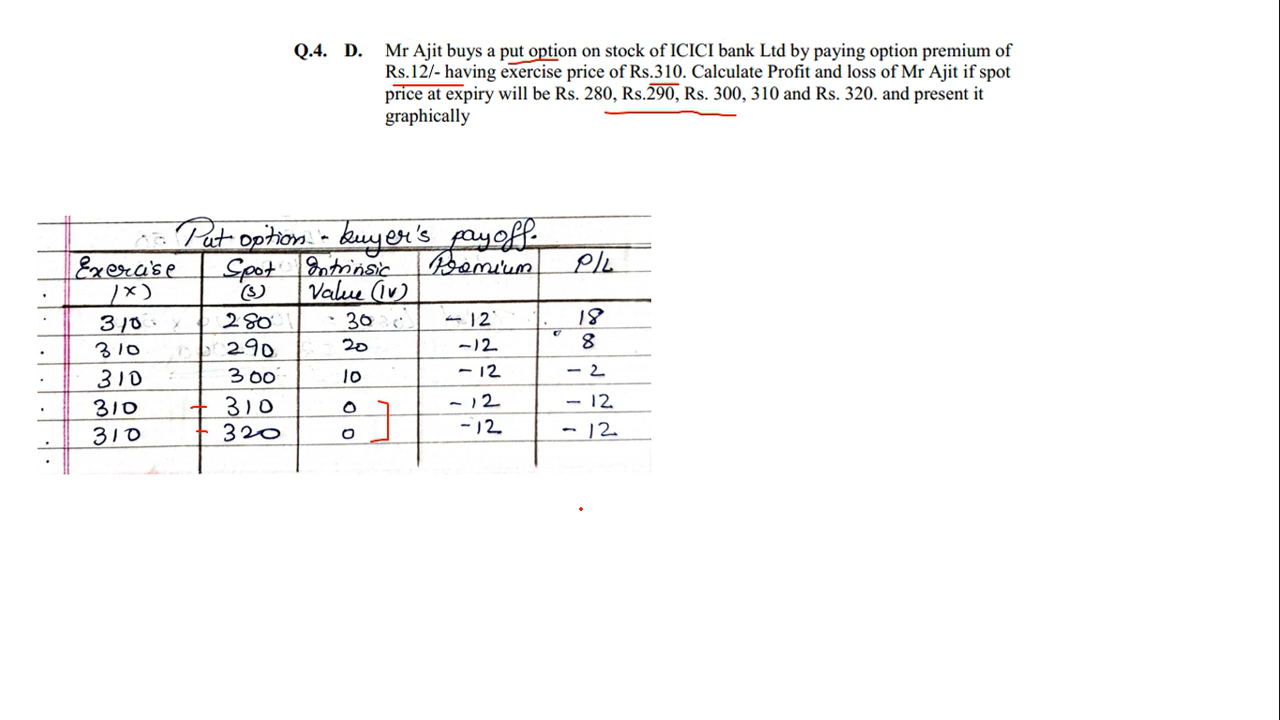 Q.4. D. Mr Ajit buys a put option on stock of ICICI bank Ltd by paying option premium of
Rs.12/- having exercise price of Rs.310. Calculate Profit and loss of Mr Ajit if spot
price at expiry will be Rs. 280, Rs.290, Rs. 300, 310 and Rs. 320. and present it
graphically
Put option - buyer's payoff.
Exercise Spot Intrinsic Premium P/L
(x) (s) Value (Iv)
310 280 30 -12 18
310 290 20 -12 8
310 300 10 -12 -2
310 310 0 -12 -12
310 320 0 -12 -12